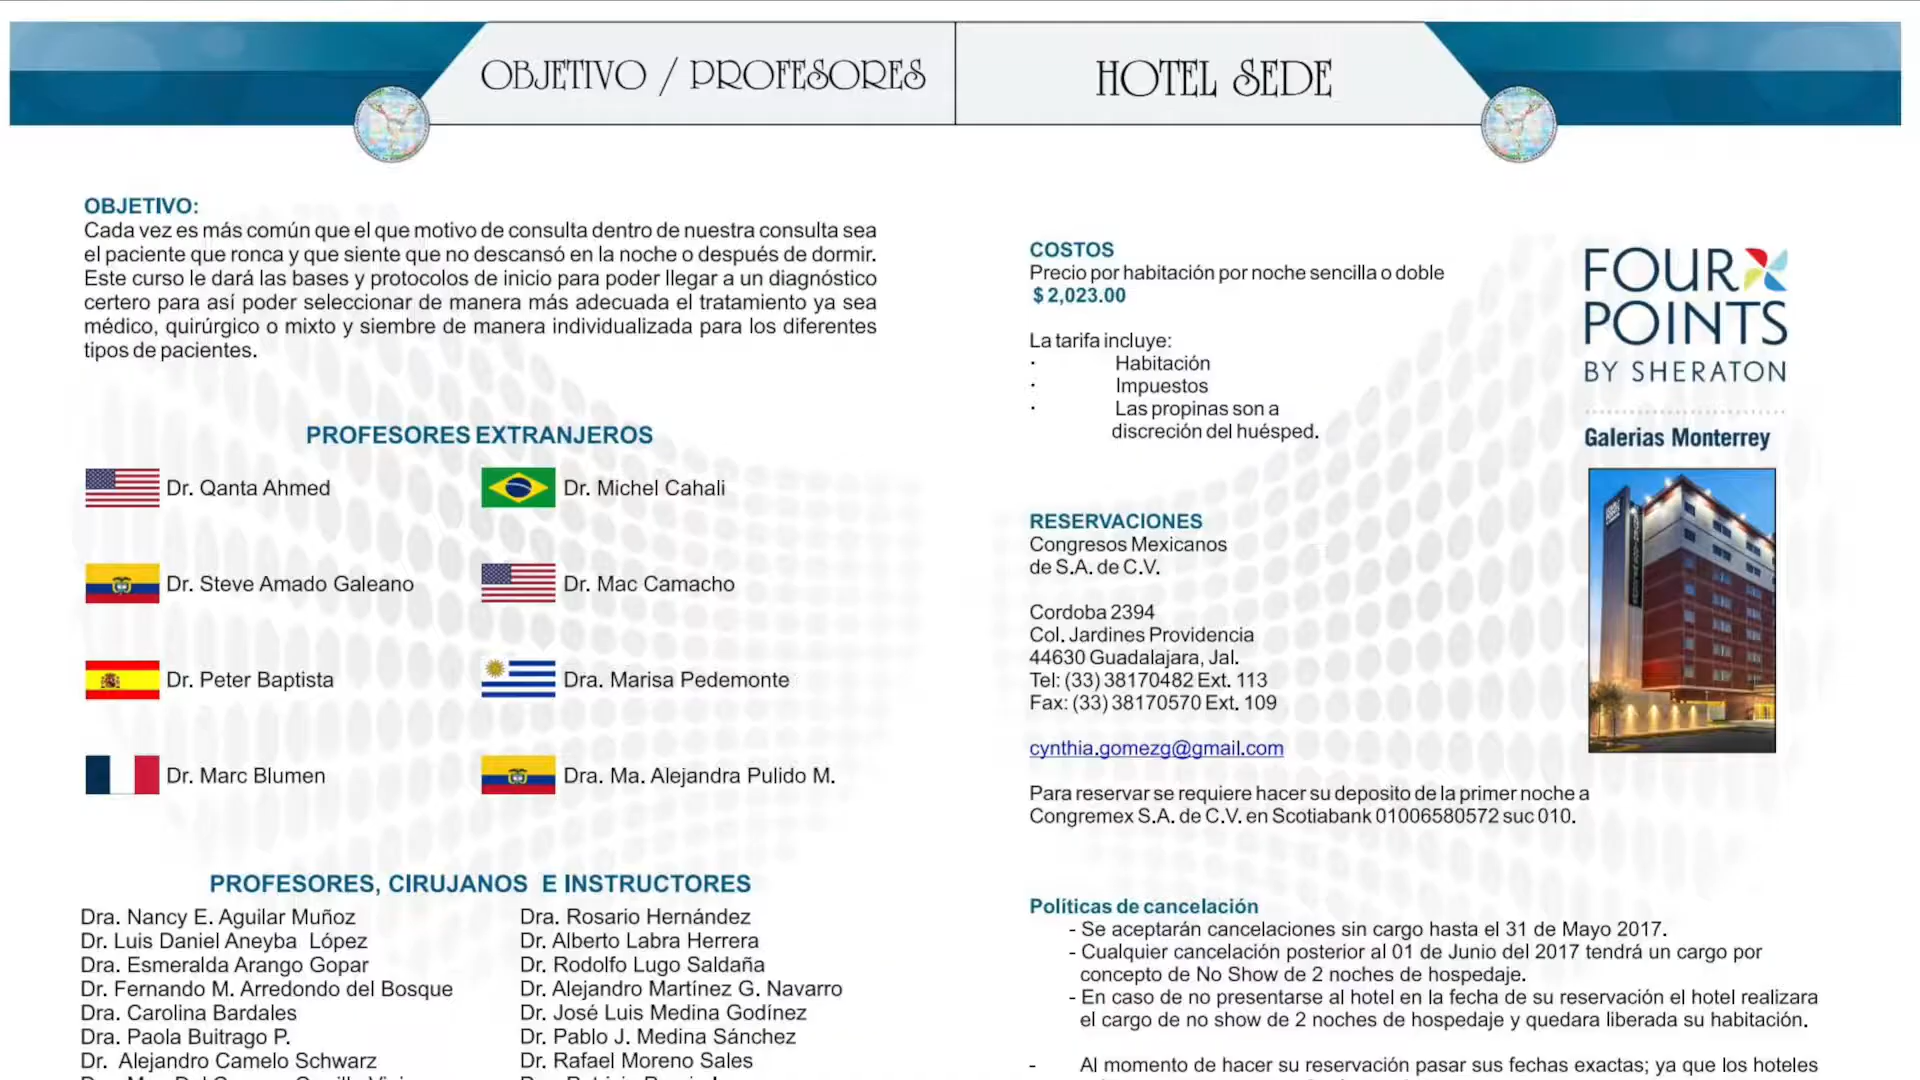 OBJETIVO / PROFESORES
HOTEL SEDE
OBJETIVO:
Cada vez es más común que el que motivo de consulta dentro de nuestra consulta sea
el paciente que ronca y que siente que no descansó en la noche o después de dormir.
Este curso le dará las bases y protocolos de inicio para poder llegar a un diagnóstico
certero para así poder seleccionar de manera más adecuada el tratamiento ya sea
médico, quirúrgico o mixto y siembre de manera individualizada para los diferentes
tipos de pacientes.
PROFESORES EXTRANJEROS
Dr. Qanta Ahmed
Dr. Michel Cahali
Dr. Steve Amado Galeano
Dr. Mac Camacho
Dr. Peter Baptista
Dra. Marisa Pedemonte
Dr. Marc Blumen
Dra. Ma. Alejandra Pulido M.
PROFESORES, CIRUJANOS E INSTRUCTORES
Dra. Nancy E. Aguilar Muñoz
Dr. Luis Daniel Aneyba López
Dra. Esmeralda Arango Gopar
Dr. Fernando M. Arredondo del Bosque
Dra. Carolina Bardales
Dra. Paola Buitrago P.
Dr. Alejandro Camelo Schwarz
Dra. Rosario Hernández
Dr. Alberto Labra Herrera
Dr. Rodolfo Lugo Saldaña
Dr. Alejandro Martínez G. Navarro
Dr. José Luis Medina Godínez
Dr. Pablo J. Medina Sánchez
Dr. Rafael Moreno Sales
COSTOS
Precio por habitación por noche sencilla o doble
$ 2,023.00
La tarifa incluye:
· Habitación
· Impuestos
· Las propinas son a
discreción del huésped.
FOUR
POINTS
BY SHERATON
Galerias Monterrey
RESERVACIONES
Congresos Mexicanos
de S.A. de C.V.
Cordoba 2394
Col. Jardines Providencia
44630 Guadalajara, Jal.
Tel: (33) 38170482 Ext. 113
Fax: (33) 38170570 Ext. 109
cynthia.gomezg@gmail.com
Para reservar se requiere hacer su deposito de la primer noche a
Congremex S.A. de C.V. en Scotiabank 01006580572 suc 010.
Políticas de cancelación
- Se aceptarán cancelaciones sin cargo hasta el 31 de Mayo 2017.
- Cualquier cancelación posterior al 01 de Junio del 2017 tendrá un cargo por
concepto de No Show de 2 noches de hospedaje.
- En caso de no presentarse al hotel en la fecha de su reservación el hotel realizara
el cargo de no show de 2 noches de hospedaje y quedara liberada su habitación.
- Al momento de hacer su reservación pasar sus fechas exactas; ya que los hoteles